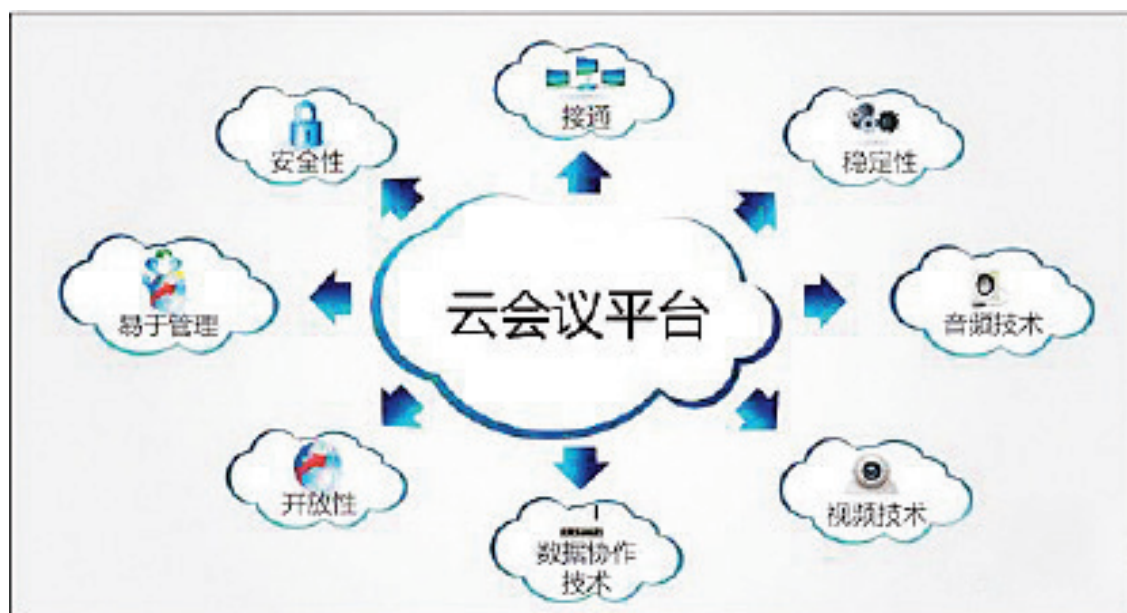 接通
安全性
稳定性
云会议平台
易于管理
音频技术
开放性
视频技术
数据协作
技术